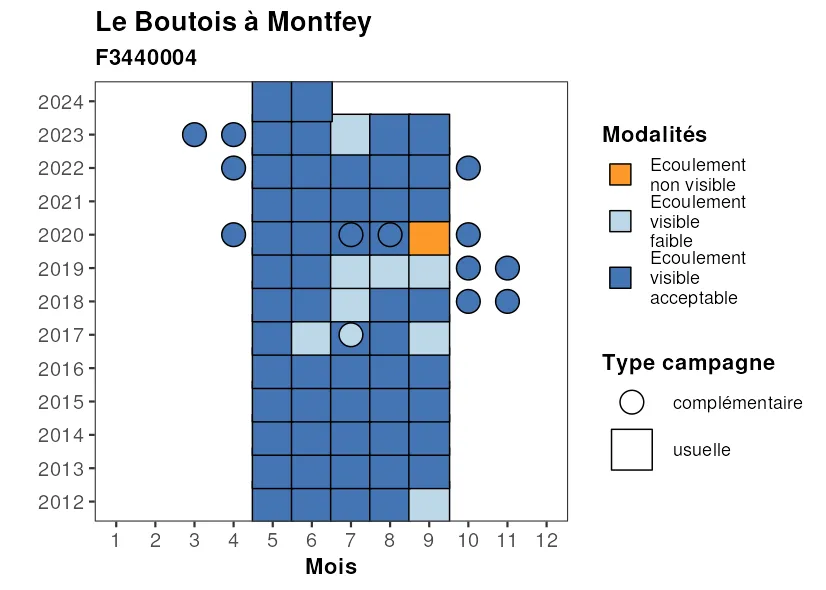 Le Boutois à Montfey
F3440004
2024
2023
2022
2021
2020
2019
2018
2017
2016
2015
2014
2013
2012
1 2 3 4 5 6 7 8 9 10 11 12
Mois
Modalités
Ecoulement
non visible
Ecoulement
visible
faible
Ecoulement
visible
acceptable
Type campagne
complémentaire
usuelle